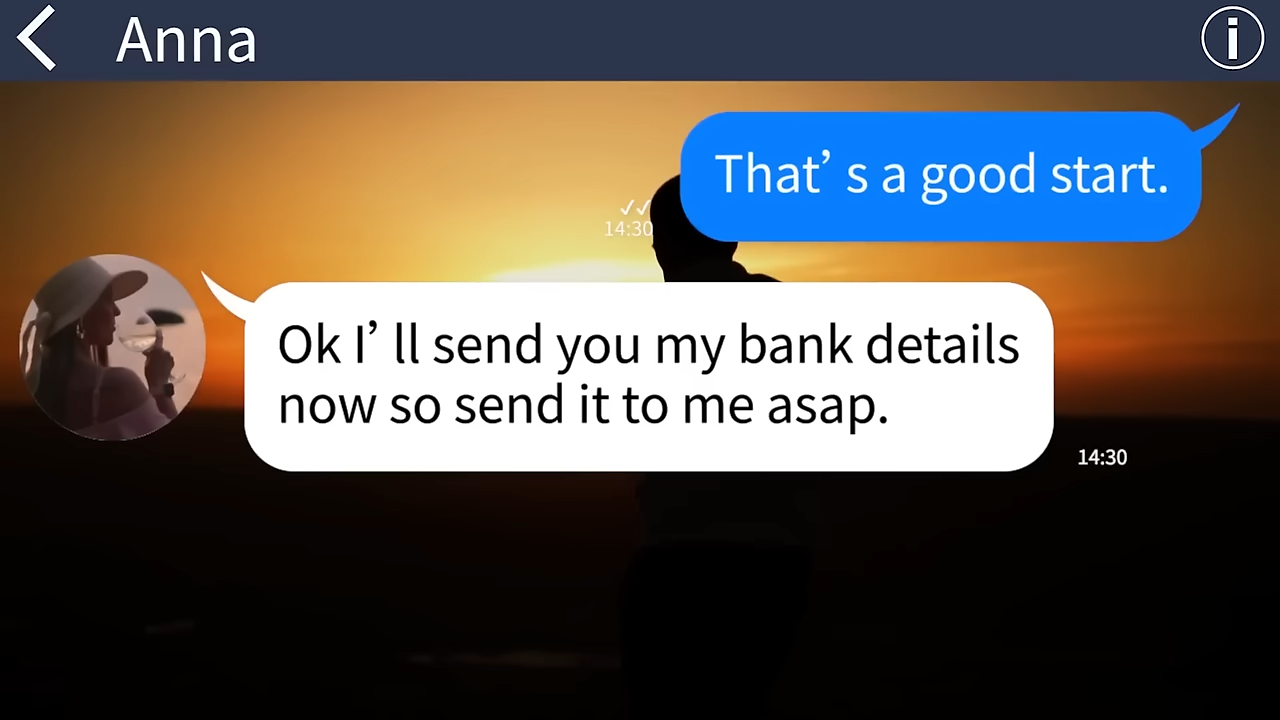 Anna
That’s a good start.
✓✓
14:30
Ok I’ll send you my bank details
now so send it to me asap.
14:30